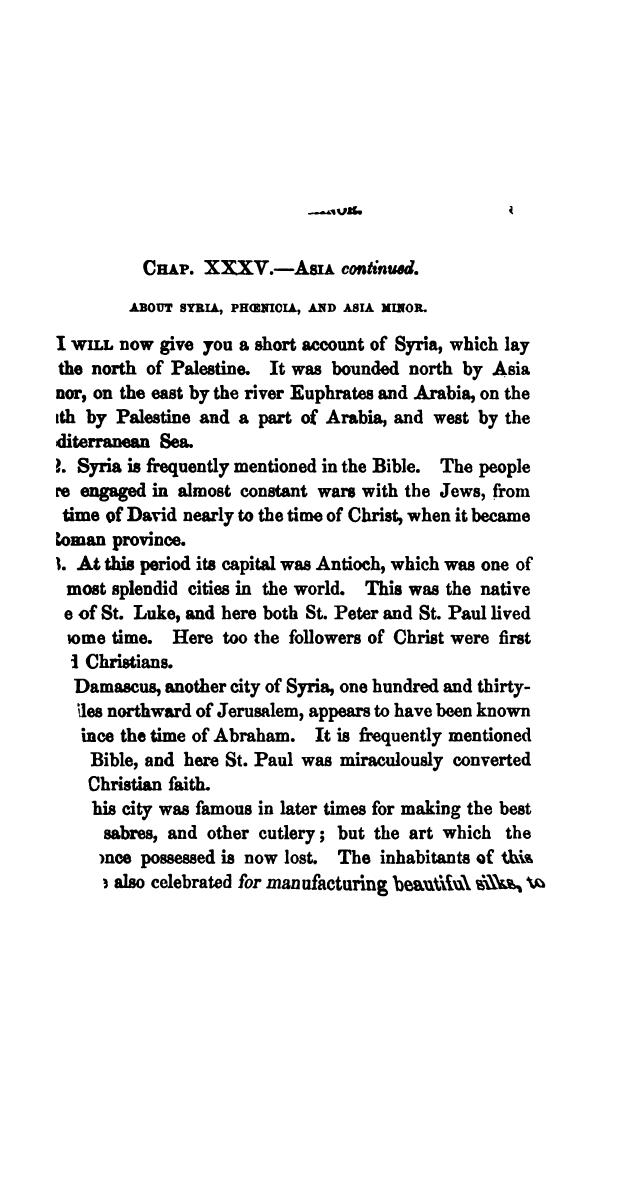 CHAP. XXXV.—ASIA continued.
ABOUT SYRIA, PHŒNICIA, AND ASIA MINOR.
I WILL now give you a short account of Syria, which lay
the north of Palestine. It was bounded north by Asia
nor, on the east by the river Euphrates and Arabia, on the
th by Palestine and a part of Arabia, and west by the
diterranean Sea.
2. Syria is frequently mentioned in the Bible. The people
re engaged in almost constant wars with the Jews, from
time of David nearly to the time of Christ, when it became
Roman province.
3. At this period its capital was Antioch, which was one of
most splendid cities in the world. This was the native
e of St. Luke, and here both St. Peter and St. Paul lived
some time. Here too the followers of Christ were first
d Christians.
Damascus, another city of Syria, one hundred and thirty-
iles northward of Jerusalem, appears to have been known
ince the time of Abraham. It is frequently mentioned
Bible, and here St. Paul was miraculously converted
Christian faith.
his city was famous in later times for making the best
sabres, and other cutlery; but the art which the
once possessed is now lost. The inhabitants of this
also celebrated for manufacturing beautiful silks, to